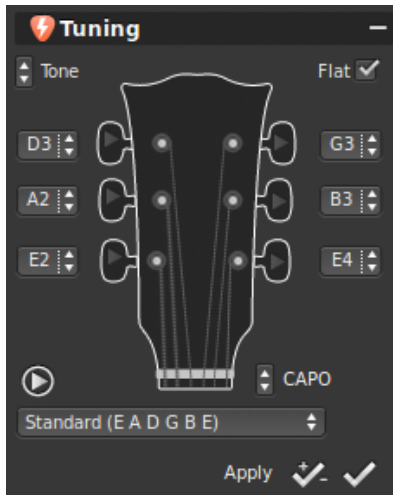 Tuning
Tone Flat
D3 G3
A2 B3
E2 E4
CAPO
Standard (E A D G B E)
Apply